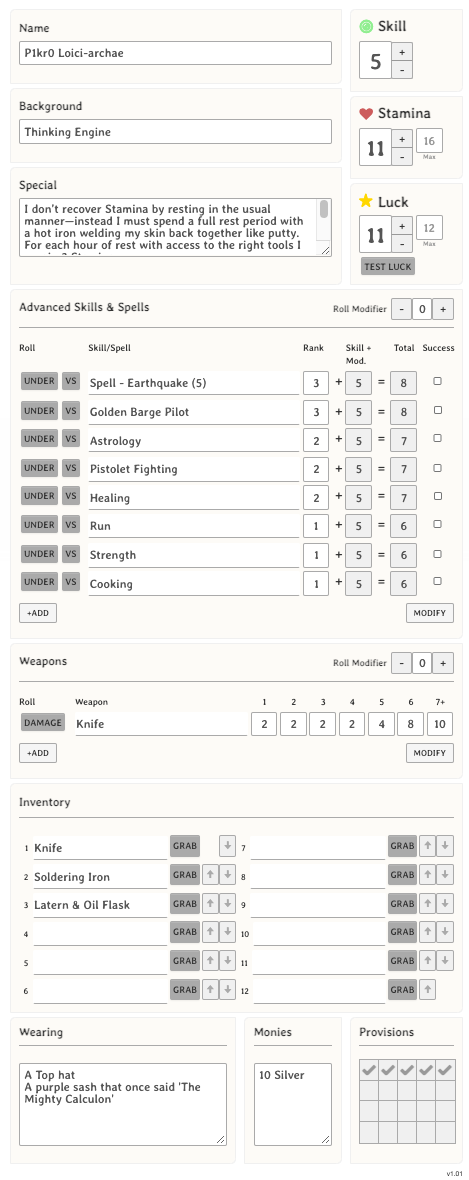 Name
P1kr0 Loici-archae
Background
Thinking Engine
Special
I don't recover Stamina by resting in the usual
manner—instead I must spend a full rest period with
a hot iron welding my skin back together like putty.
For each hour of rest with access to the right tools I
Skill
5
+
-
Stamina
11
+
-
16
Max
Luck
11
+
-
12
Max
TEST LUCK
Advanced Skills & Spells
Roll Modifier - 0 +
Roll Skill/Spell Rank Skill + Mod. Total Success
UNDER VS Spell - Earthquake (5) 3 + 5 = 8
UNDER VS Golden Barge Pilot 3 + 5 = 8
UNDER VS Astrology 2 + 5 = 7
UNDER VS Pistolet Fighting 2 + 5 = 7
UNDER VS Healing 2 + 5 = 7
UNDER VS Run 1 + 5 = 6
UNDER VS Strength 1 + 5 = 6
UNDER VS Cooking 1 + 5 = 6
+ADD MODIFY
Weapons
Roll Modifier - 0 +
Roll Weapon 1 2 3 4 5 6 7+
DAMAGE Knife 2 2 2 2 4 8 10
+ADD MODIFY
Inventory
1 Knife GRAB 7 GRAB
2 Soldering Iron GRAB 8 GRAB
3 Latern & Oil Flask GRAB 9 GRAB
4 GRAB 10 GRAB
5 GRAB 11 GRAB
6 GRAB 12 GRAB
Wearing
A Top hat
A purple sash that once said 'The
Mighty Calculon'
Monies
10 Silver
Provisions
v1.01